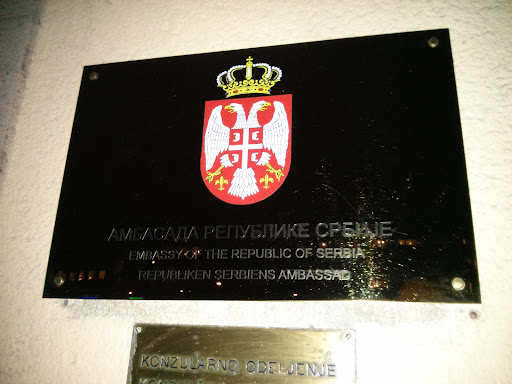 АМБАСАДА РЕПУБЛИКЕ СРБИЈЕ
EMBASSY OF THE REPUBLIC OF SERBIA
REPUBLIKEN SERBIENS AMBASSAD
KONZULARNO ODELJENJE